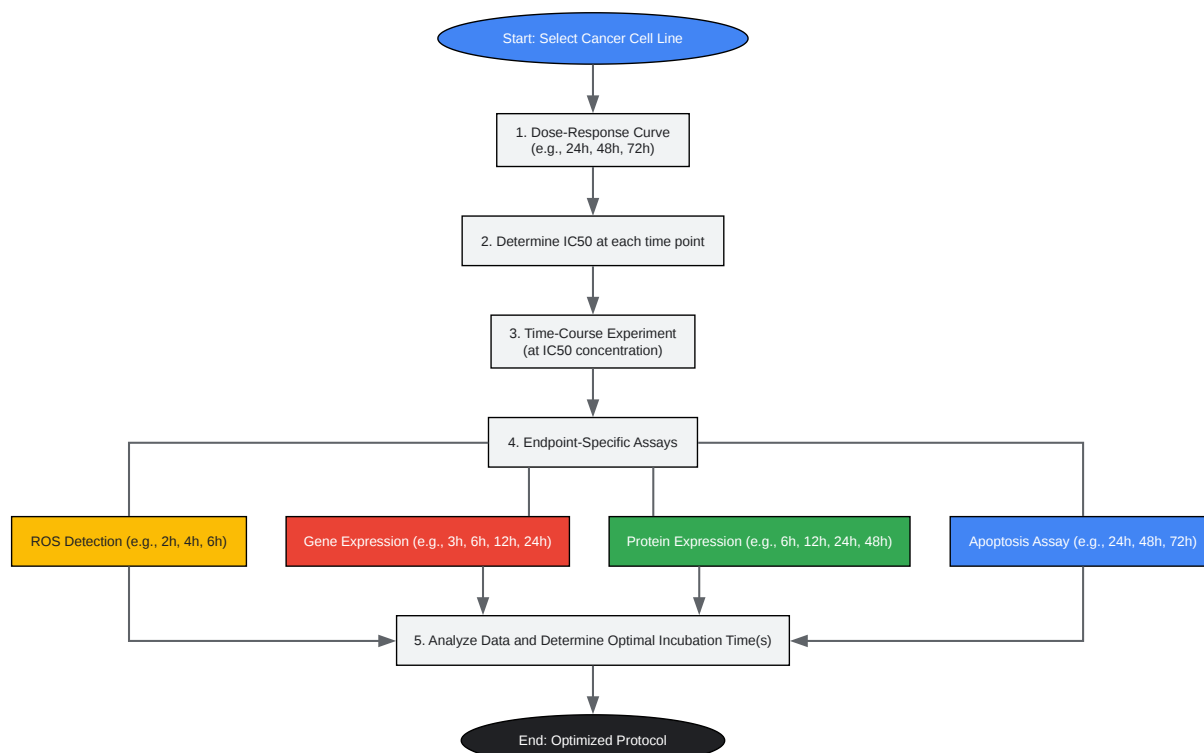 Start: Select Cancer Cell Line
1. Dose-Response Curve
(e.g., 24h, 48h, 72h)
2. Determine IC50 at each time point
3. Time-Course Experiment
(at IC50 concentration)
4. Endpoint-Specific Assays
ROS Detection (e.g., 2h, 4h, 6h)
Gene Expression (e.g., 3h, 6h, 12h, 24h)
Protein Expression (e.g., 6h, 12h, 24h, 48h)
Apoptosis Assay (e.g., 24h, 48h, 72h)
5. Analyze Data and Determine Optimal Incubation Time(s)
End: Optimized Protocol